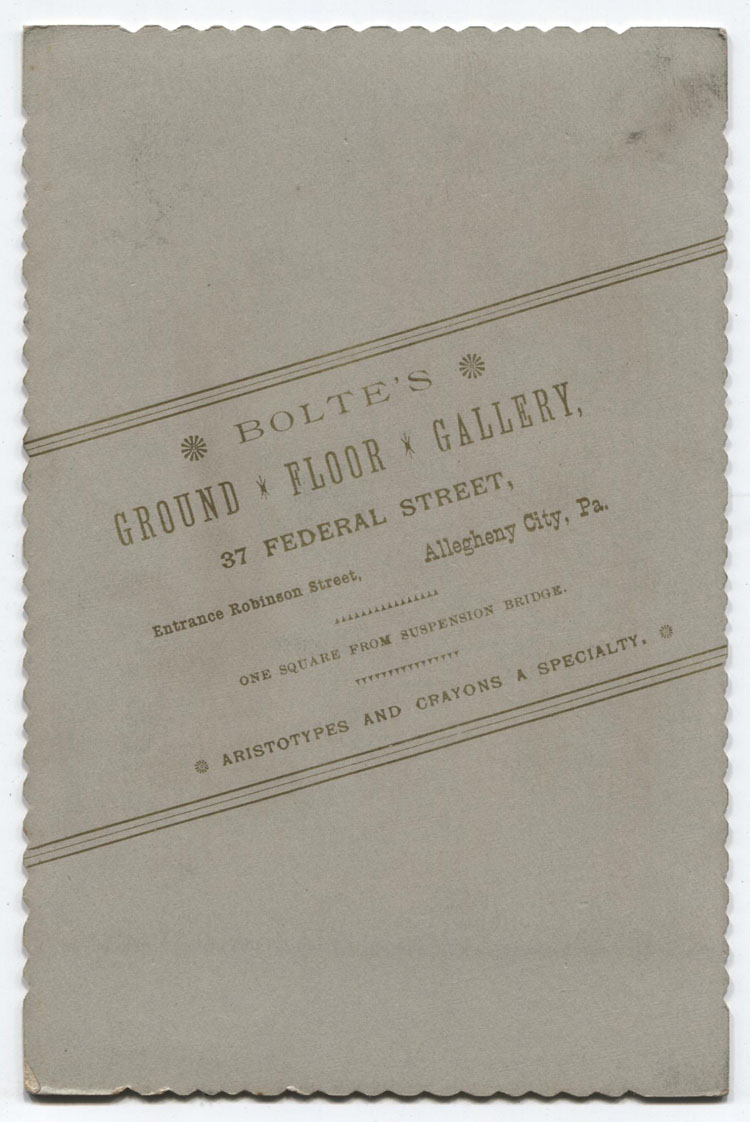 BOLTE'S
GROUND FLOOR GALLERY,
37 FEDERAL STREET,
Entrance Robinson Street, Allegheny City, Pa.
ONE SQUARE FROM SUSPENSION BRIDGE.
ARISTOTYPES AND CRAYONS A SPECIALTY.